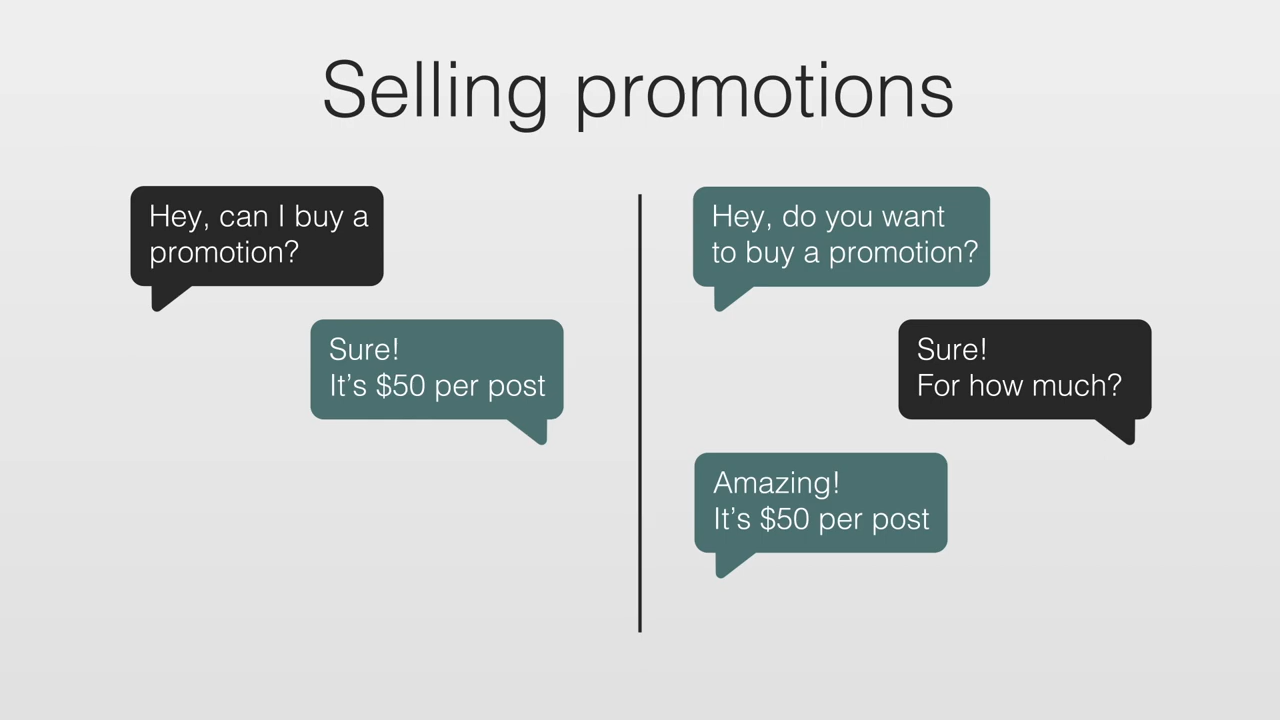 Selling promotions
Hey, can I buy a
promotion?
Sure!
It’s $50 per post
Hey, do you want
to buy a promotion?
Sure!
For how much?
Amazing!
It’s $50 per post